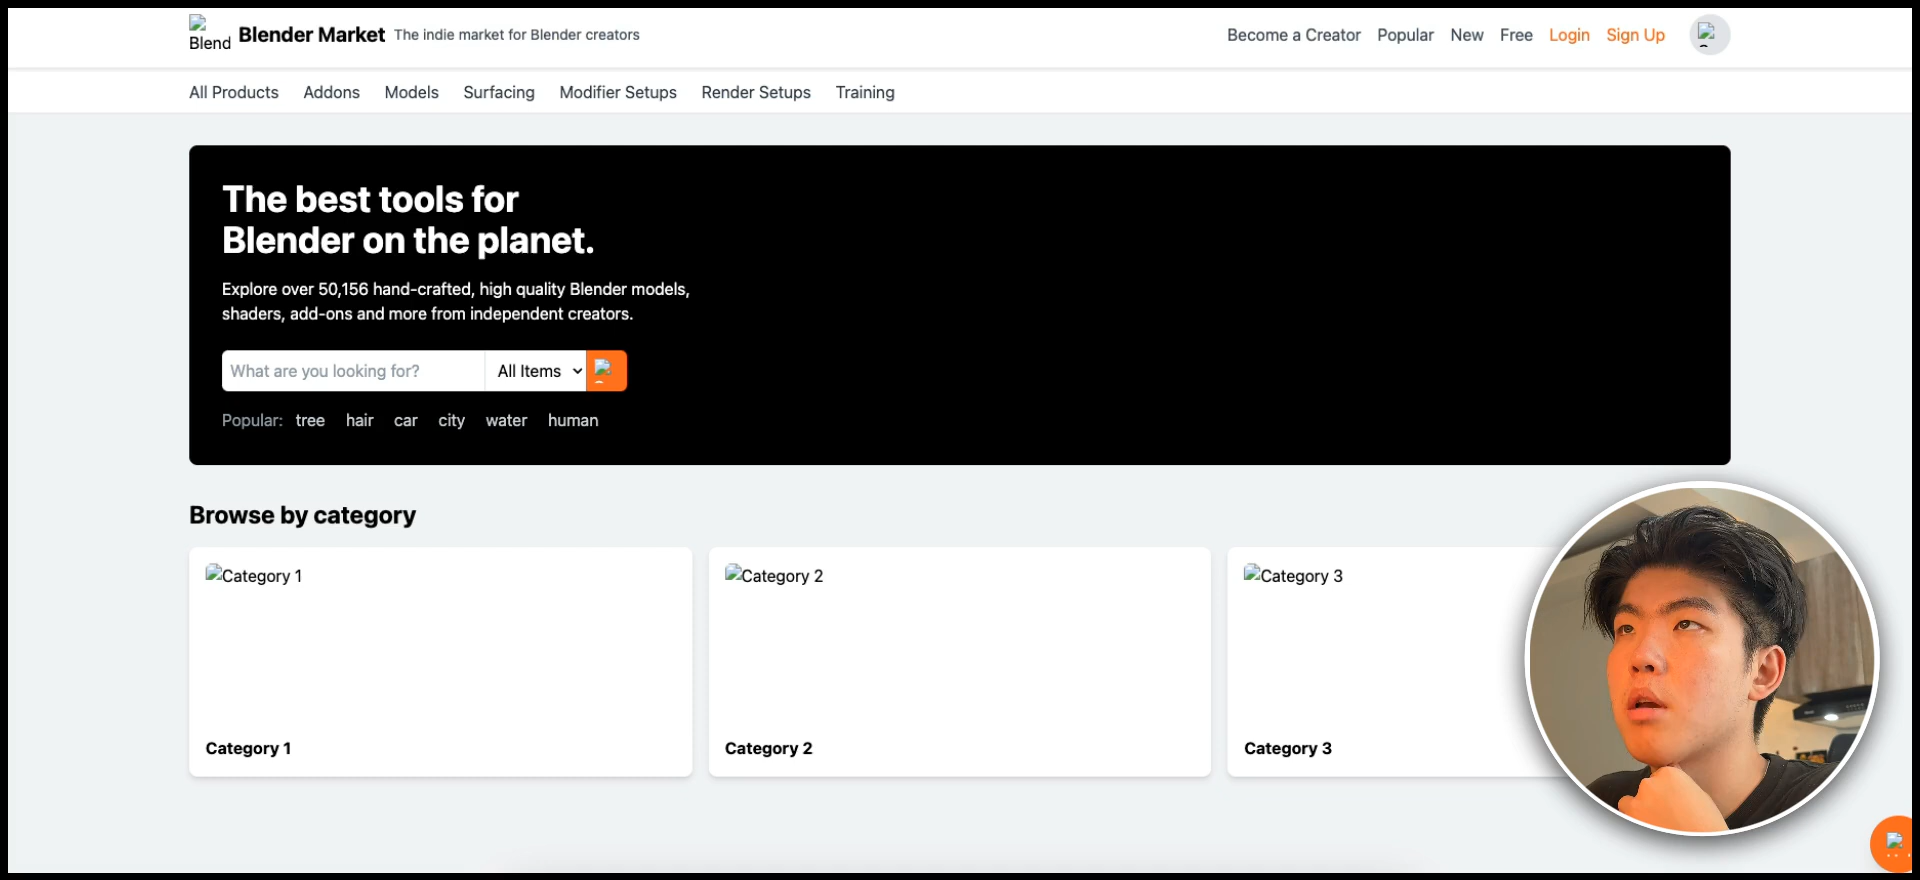 Blend
Blender Market
The indie market for Blender creators
Become a Creator
Popular
New
Free
Login
Sign Up
All Products
Addons
Models
Surfacing
Modifier Setups
Render Setups
Training
The best tools for
Blender on the planet.
Explore over 50,156 hand-crafted, high quality Blender models,
shaders, add-ons and more from independent creators.
What are you looking for?
All Items
Popular: tree hair car city water human
Browse by category
Category 1
Category 2
Category 3
Category 1
Category 2
Category 3